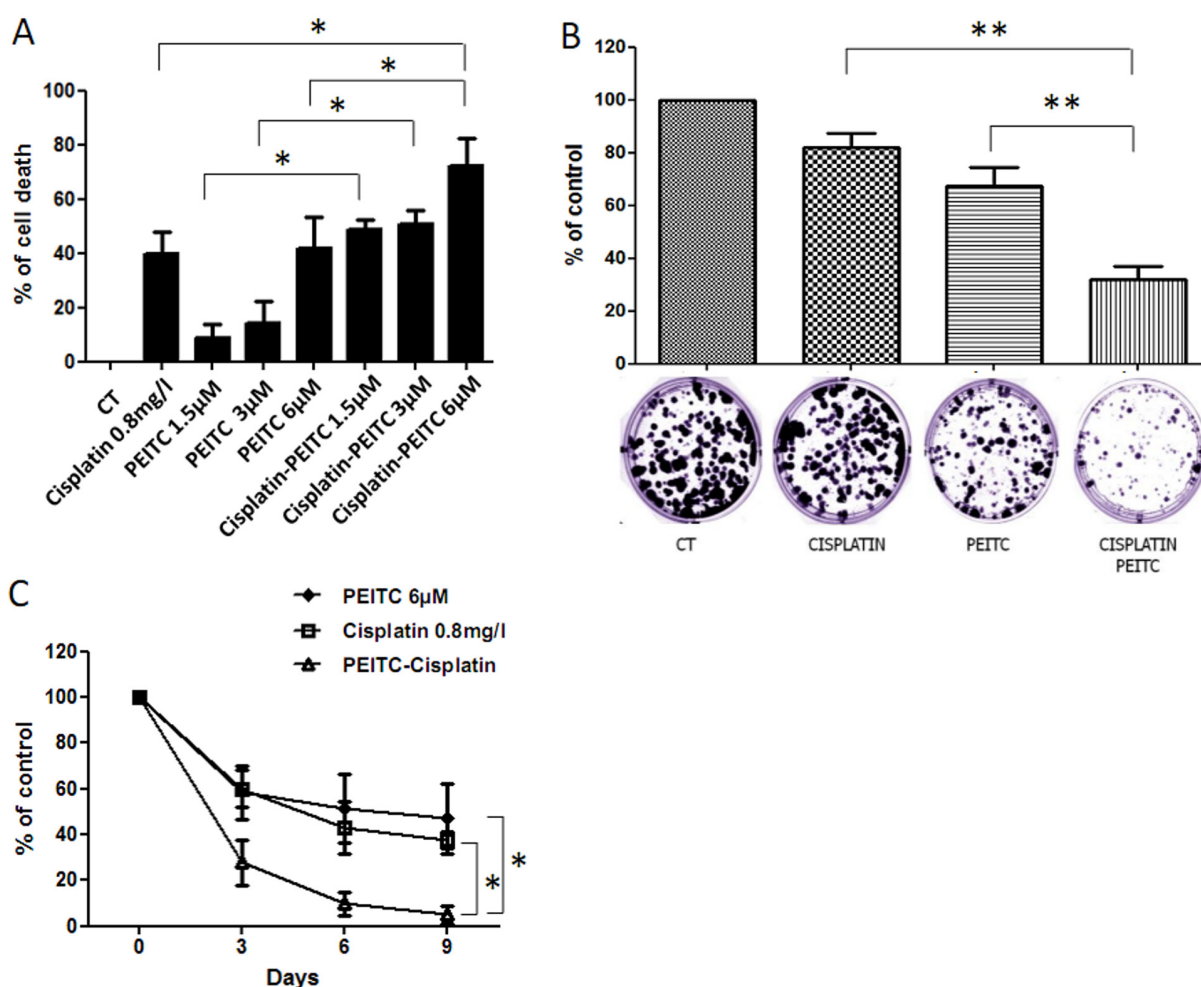 A
*
*
*
*
100
80
60
40
20
0
% of cell death
CT
Cisplatin 0.8mg/l
PEITC 1.5µM
PEITC 3µM
PEITC 6µM
Cisplatin-PEITC 1.5µM
Cisplatin-PEITC 3µM
Cisplatin-PEITC 6µM
B
**
**
120
100
80
60
40
20
0
% of control
CT
CISPLATIN
PEITC
CISPLATIN
PEITC
C
PEITC 6µM
Cisplatin 0.8mg/l
PEITC-Cisplatin
120
100
80
60
40
20
0
% of control
*
*
0 3 6 9
Days